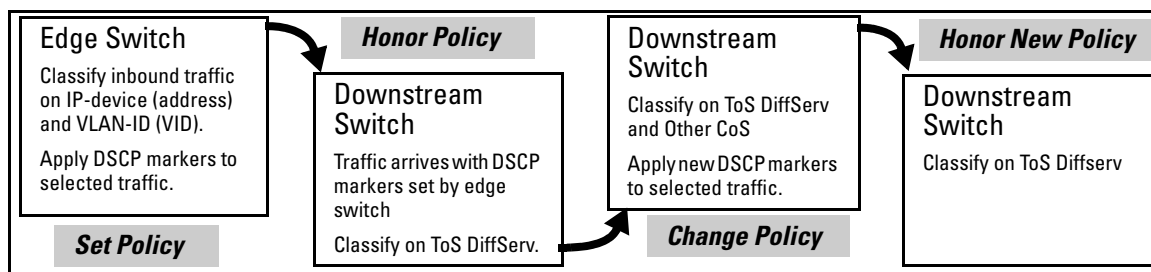 Edge Switch
Classify inbound traffic
on IP-device (address)
and VLAN-ID (VID).
Apply DSCP markers to
selected traffic.
Set Policy
Honor Policy
Downstream
Switch
Traffic arrives with DSCP
markers set by edge
switch
Classify on ToS DiffServ.
Downstream
Switch
Classify on ToS DiffServ
and Other CoS
Apply new DSCP markers
to selected traffic.
Change Policy
Honor New Policy
Downstream
Switch
Classify on ToS Diffserv